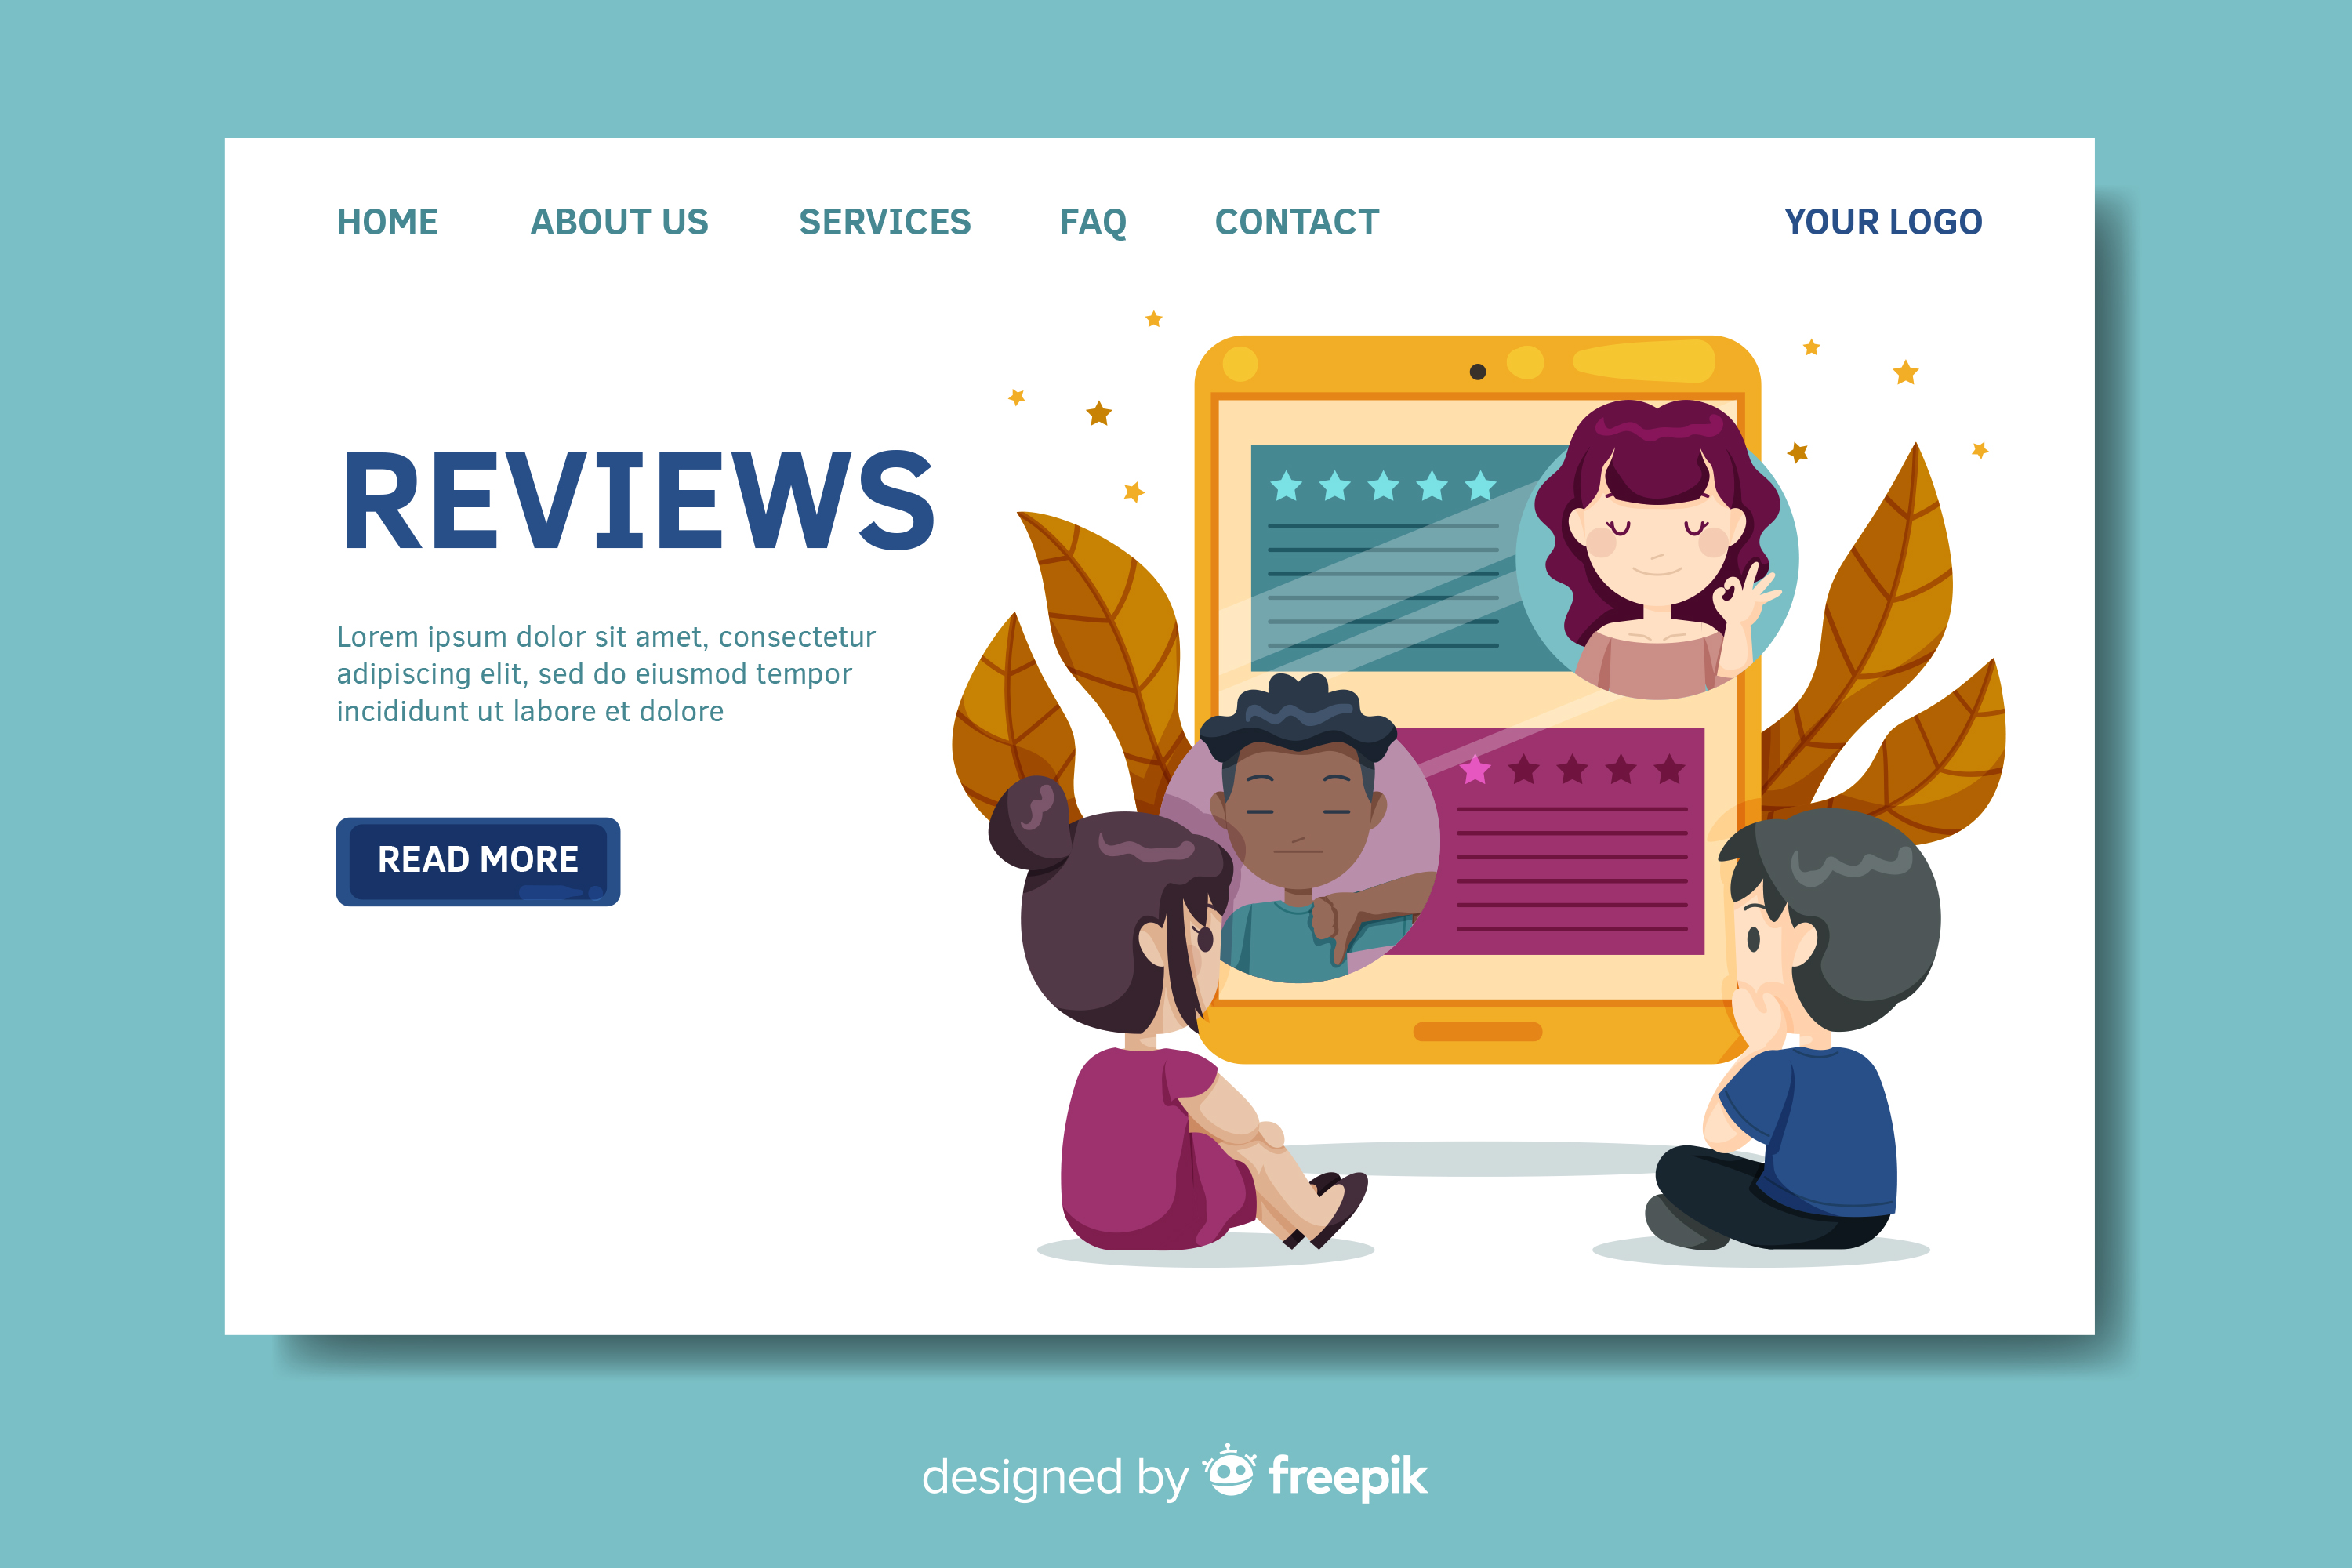 HOME ABOUT US SERVICES FAQ CONTACT YOUR LOGO
REVIEWS
Lorem ipsum dolor sit amet, consectetur
adipiscing elit, sed do eiusmod tempor
incididunt ut labore et dolore
READ MORE
designed by freepik